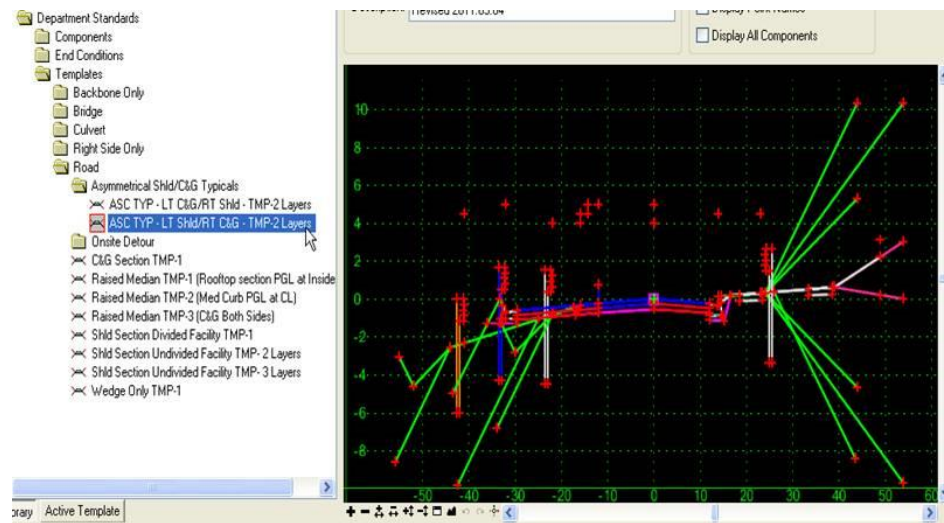 Department Standards
Components
End Conditions
Templates
Backbone Only
Bridge
Culvert
Right Side Only
Road
Asymmetrical Shld/C&G Typicals
ASC TYP - LT C&G/RT Shld - TMP-2 Layers
ASC TYP - LT Shld/RT C&G - TMP-2 Layers
Onsite Detour
C&G Section TMP-1
Raised Median TMP-1 (Rooftop section PGL at Inside
Raised Median TMP-2 (Med Curb PGL at CL)
Raised Median TMP-3 (C&G Both Sides)
Shld Section Divided Facility TMP-1
Shld Section Undivided Facility TMP- 2 Layers
Shld Section Undivided Facility TMP- 3 Layers
Wedge Only TMP-1
Active Template
Revised 2011.03.04
Display Point Names
Display All Components
10
8
6
4
2
0
-2
-4
-6
-8
-50 -40 -30 -20 -10 0 10 20 30 40 50 60